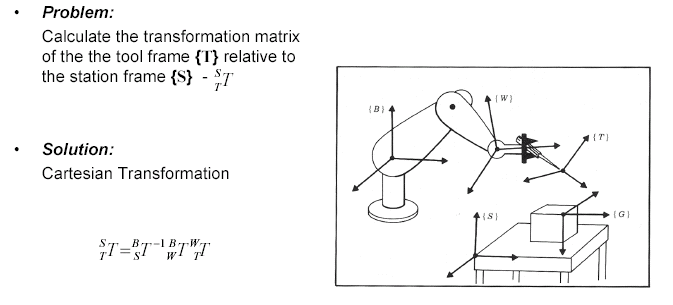 • Problem:
Calculate the transformation matrix
of the the tool frame {T} relative to
the station frame {S} - ˢ_T T
• Solution:
Cartesian Transformation
ˢ_T T = ᴮ_S T⁻¹ ᴮ_W T ᵂ_T T
{B}
{W}
{T}
{S}
{G}